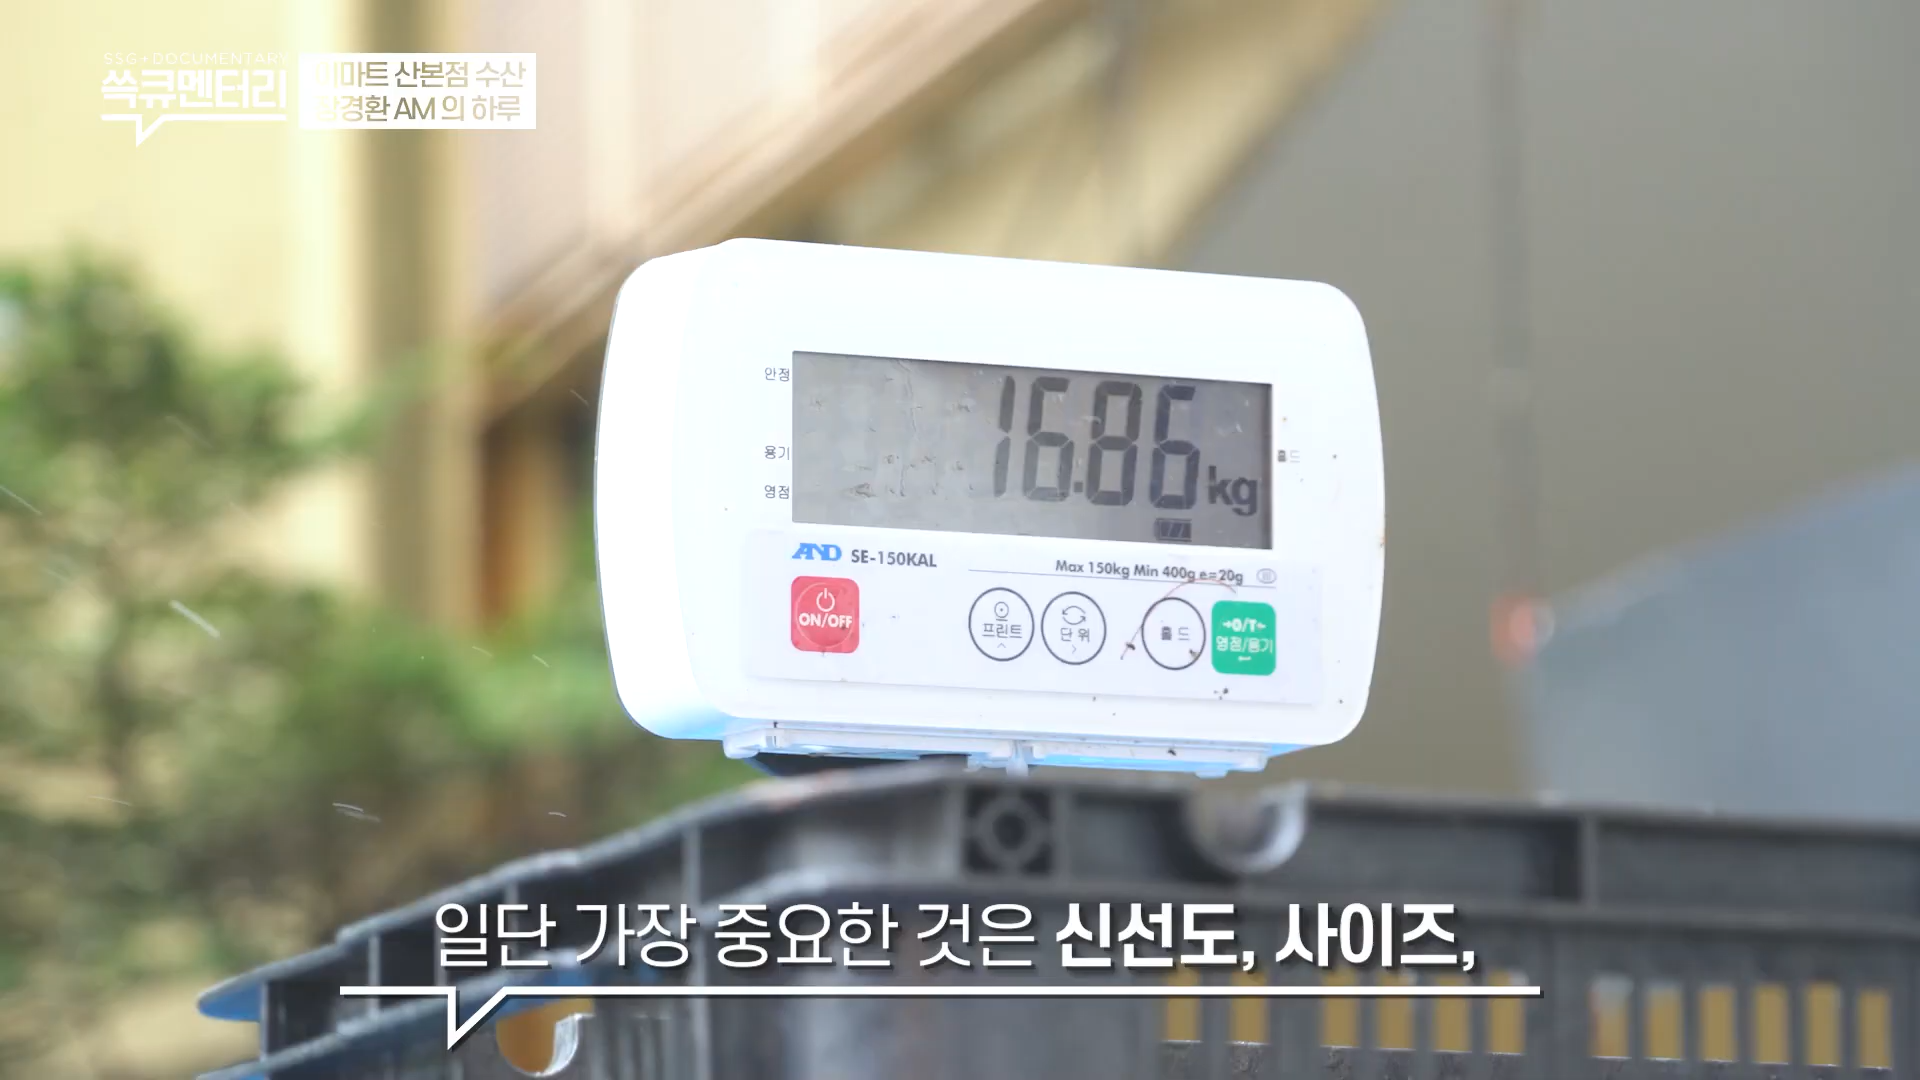 SSG+DOCUMENTARY
쓱큐멘터리
이마트 산본점 수산
경환 AM의 하루
안정
16.86 kg
용기
홀드
영점
AND SE-150KAL
Max 150kg Min 400g e=20g
ON/OFF
프린트
단위
홀드
→0/T←
영점/용기
일단 가장 중요한 것은 신선도, 사이즈,